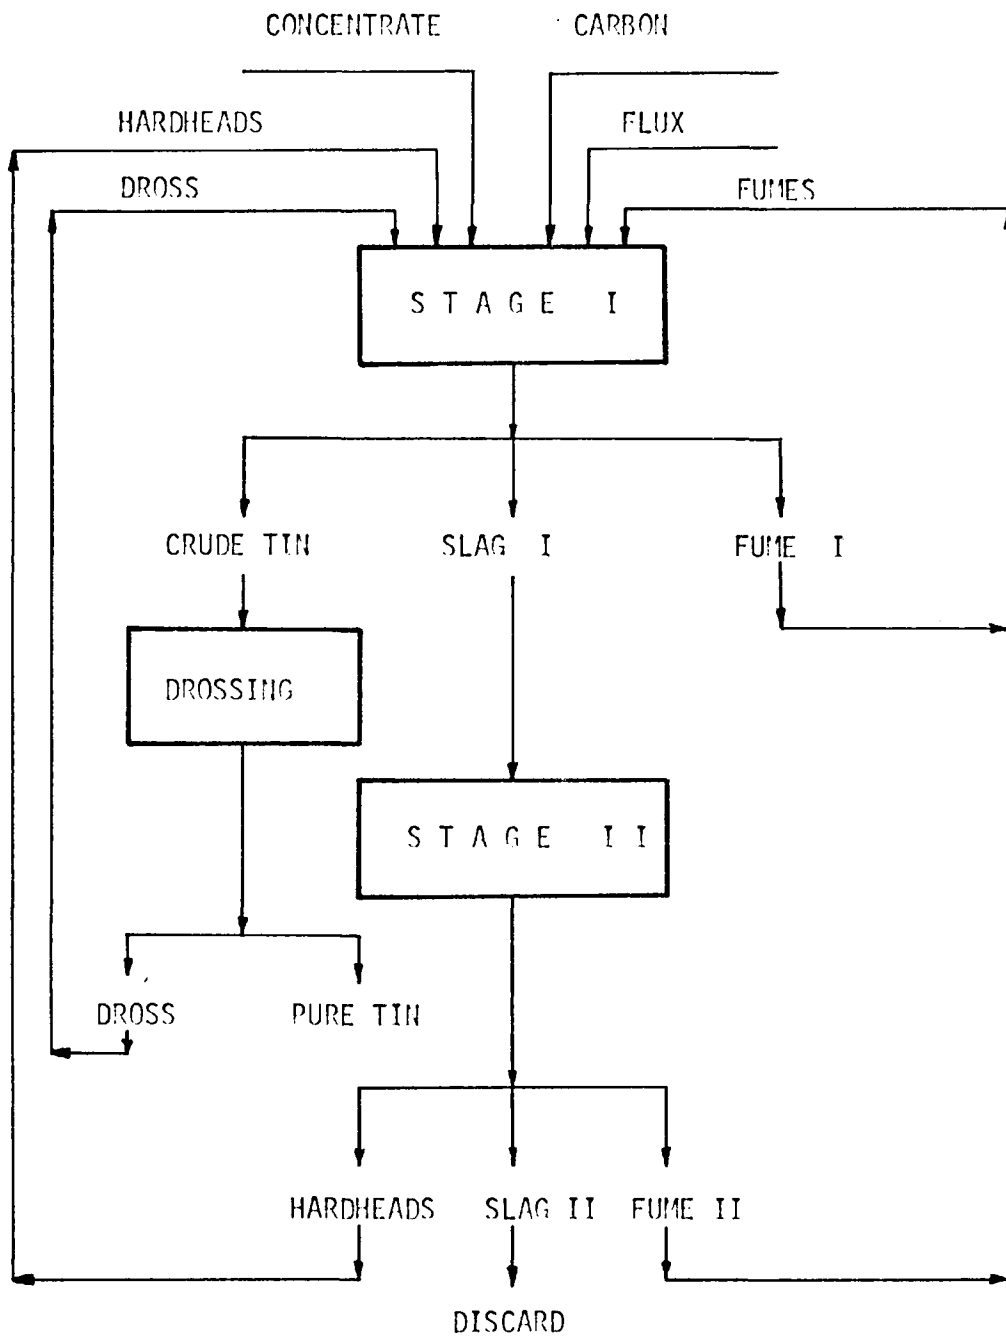 CONCENTRATE CARBON
HARDHEADS FLUX
DROSS FUMES
STAGE I
CRUDE TIN SLAG I FUME I
DROSSING
STAGE II
DROSS PURE TIN
HARDHEADS SLAG II FUME II
DISCARD